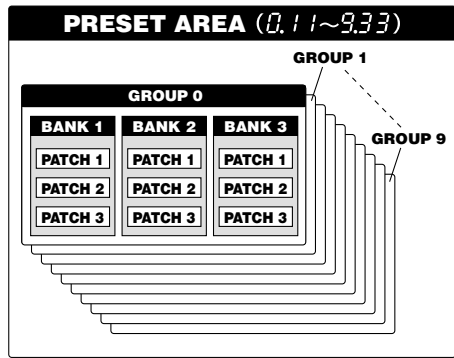 PRESET AREA (0.11~9.33)
GROUP 1
GROUP 0
GROUP 9
BANK 1 BANK 2 BANK 3
PATCH 1 PATCH 1 PATCH 1
PATCH 2 PATCH 2 PATCH 2
PATCH 3 PATCH 3 PATCH 3